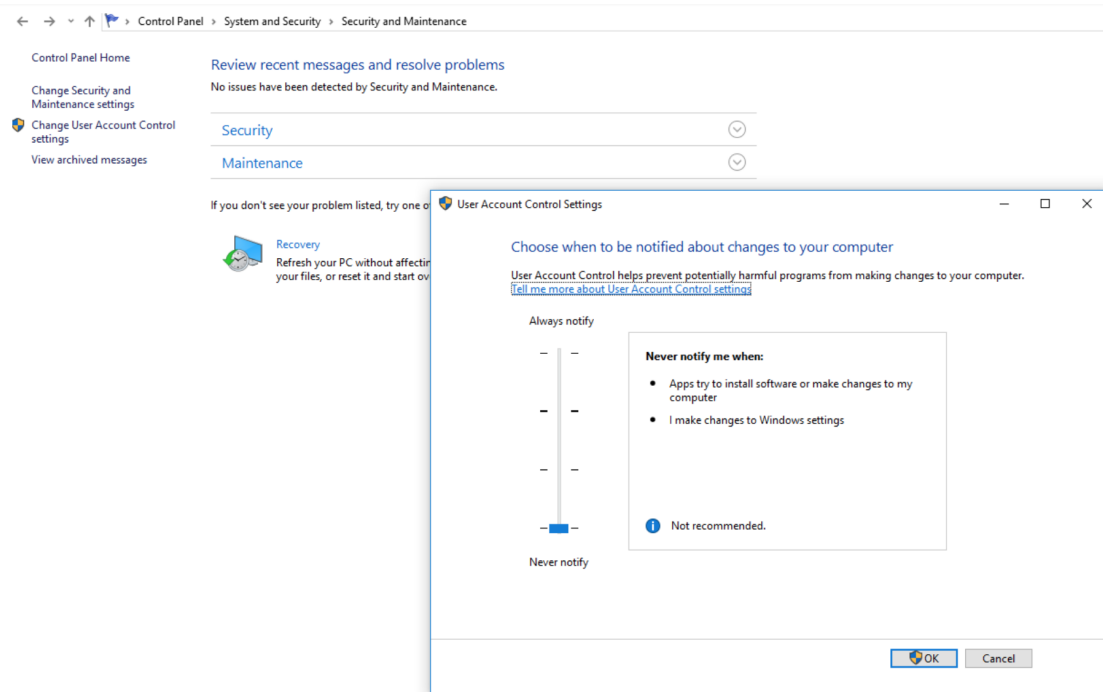 Control Panel › System and Security › Security and Maintenance
Control Panel Home
Change Security and
Maintenance settings
Change User Account Control
settings
View archived messages
Review recent messages and resolve problems
No issues have been detected by Security and Maintenance.
Security
Maintenance
If you don't see your problem listed, try one o
Recovery
Refresh your PC without affectin
your files, or reset it and start ov
User Account Control Settings
Choose when to be notified about changes to your computer
User Account Control helps prevent potentially harmful programs from making changes to your computer.
Tell me more about User Account Control settings
Always notify
Never notify me when:
Apps try to install software or make changes to my
computer
I make changes to Windows settings
Not recommended.
Never notify
OK
Cancel